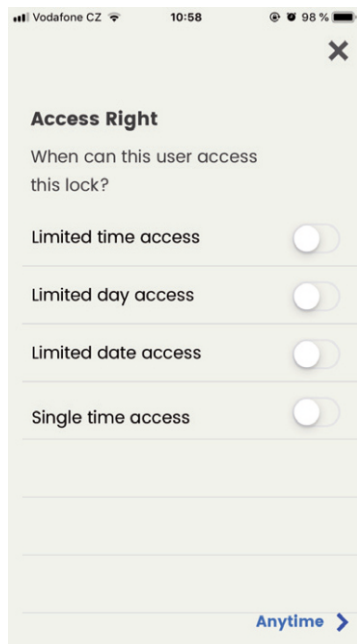 Vodafone CZ 10:58 98 %
Access Right
When can this user access
this lock?
Limited time access
Limited day access
Limited date access
Single time access
Anytime